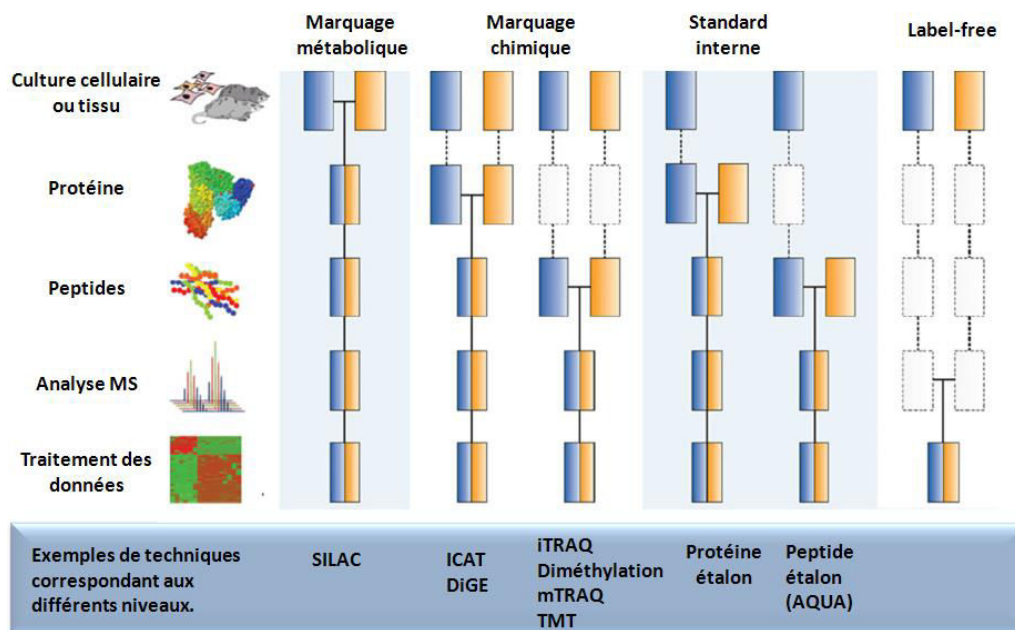 Marquage
métabolique
Marquage
chimique
Standard
interne
Label-free
Culture cellulaire
ou tissu
Protéine
Peptides
Analyse MS
Traitement des
données
Exemples de techniques
correspondant aux
différents niveaux.
SILAC
ICAT
DiGE
iTRAQ
Diméthylation
mTRAQ
TMT
Protéine
étalon
Peptide
étalon
(AQUA)